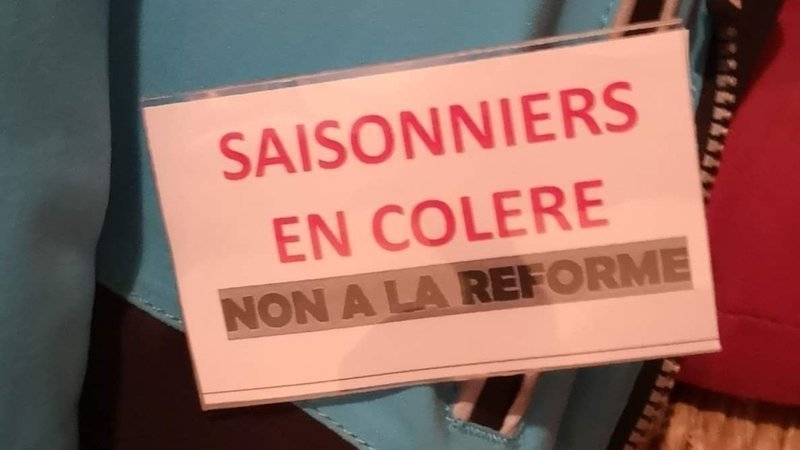 SAISONNIERS
EN COLERE
NON A LA REFORME